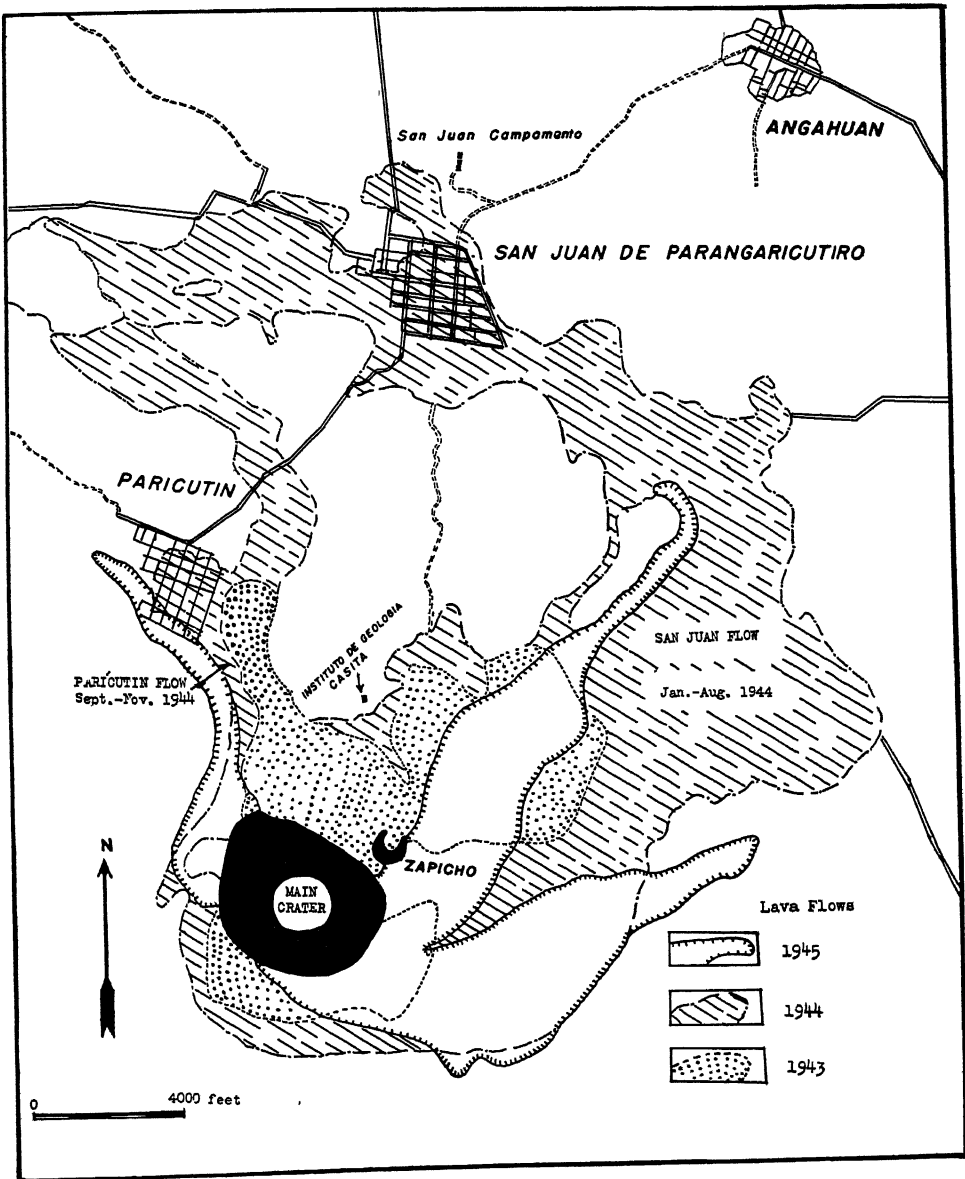 San Juan Campamento
ANGAHUAN
SAN JUAN DE PARANGARICUTIRO
PARICUTIN
INSTITUTO DE GEOLOGIA
CASITA
SAN JUAN FLOW
Jan.-Aug. 1944
PARICUTIN FLOW
Sept.-Nov. 1944
N
ZAPICHO
MAIN
CRATER
Lava Flows
1945
1944
1943
0
4000 feet